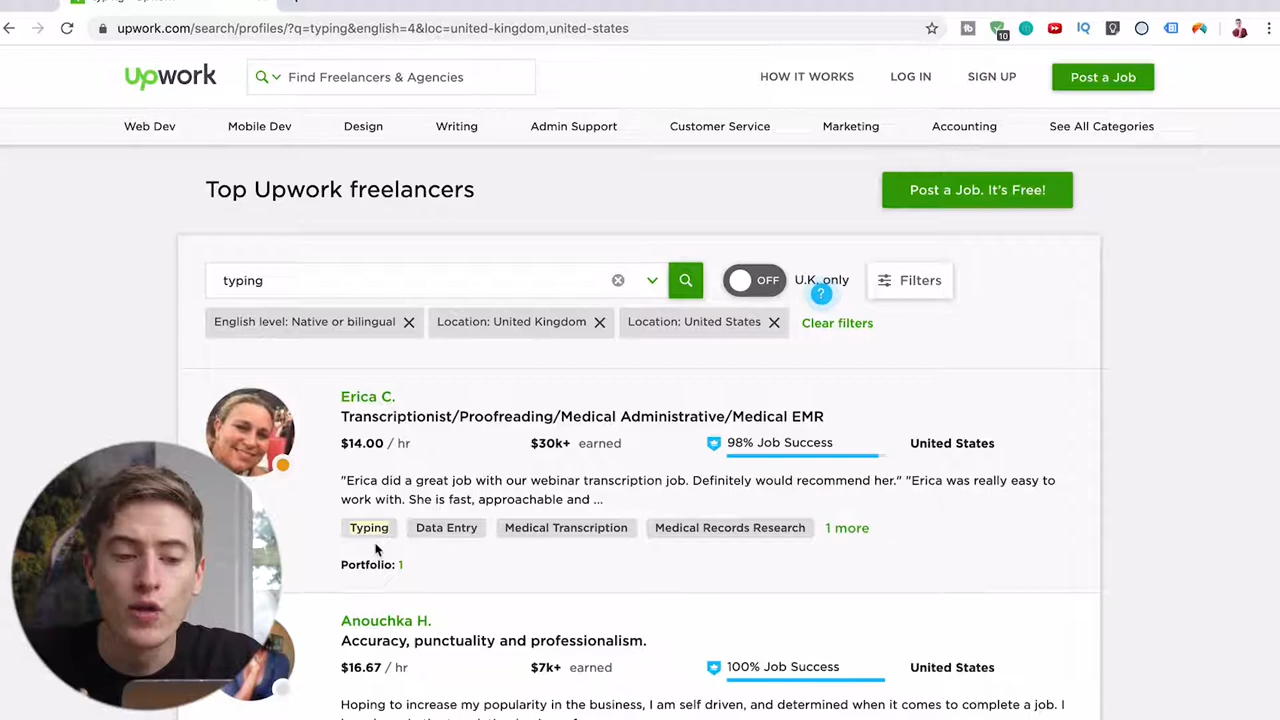 upwork.com/search/profiles/?q=typing&english=4&loc=united-kingdom,united-states
10
IQ
upwork
Find Freelancers & Agencies
HOW IT WORKS
LOG IN
SIGN UP
Post a Job
Web Dev
Mobile Dev
Design
Writing
Admin Support
Customer Service
Marketing
Accounting
See All Categories
Top Upwork freelancers
Post a Job. It's Free!
typing
OFF
U.K. only
Filters
?
English level: Native or bilingual
Location: United Kingdom
Location: United States
Clear filters
Erica C.
Transcriptionist/Proofreading/Medical Administrative/Medical EMR
$14.00 / hr
$30k+ earned
98% Job Success
United States
"Erica did a great job with our webinar transcription job. Definitely would recommend her." "Erica was really easy to
work with. She is fast, approachable and ...
Typing
Data Entry
Medical Transcription
Medical Records Research
1 more
Portfolio: 1
Anouchka H.
Accuracy, punctuality and professionalism.
$16.67 / hr
$7k+ earned
100% Job Success
United States
Hoping to increase my popularity in the business, I am self driven, and determined when it comes to complete a job. I